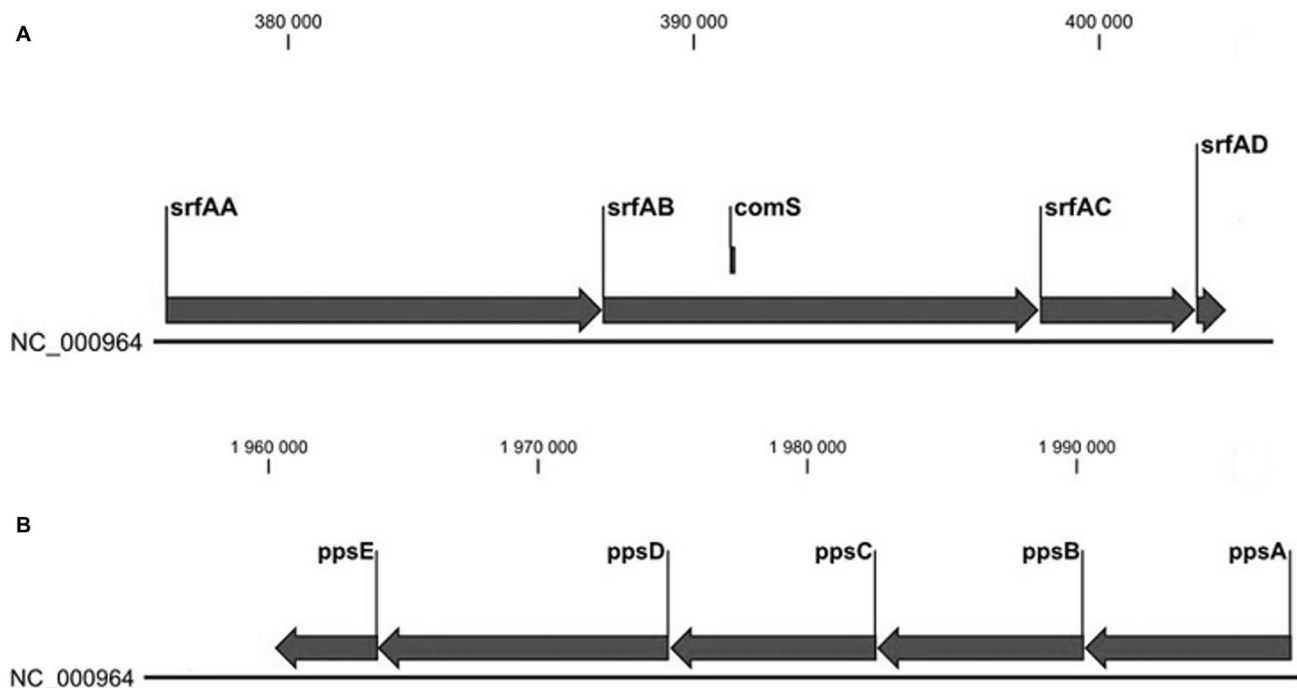 A
380 000 390 000 400 000
srfAD
srfAA srfAB comS srfAC
NC_000964
1 960 000 1 970 000 1 980 000 1 990 000
B
ppsE ppsD ppsC ppsB ppsA
NC_000964